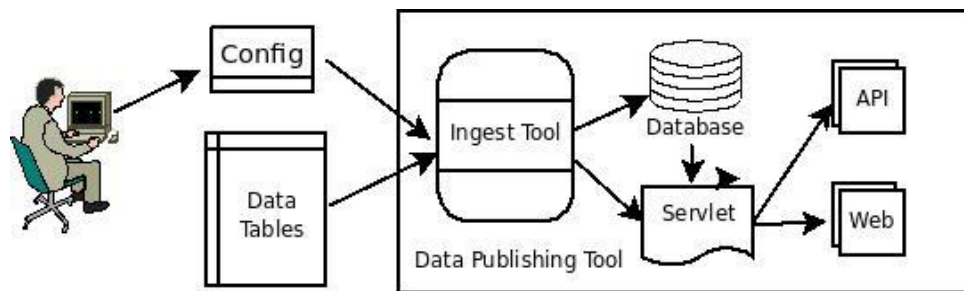 Config
Data
Tables
Ingest Tool
Database
Servlet
API
Web
Data Publishing Tool